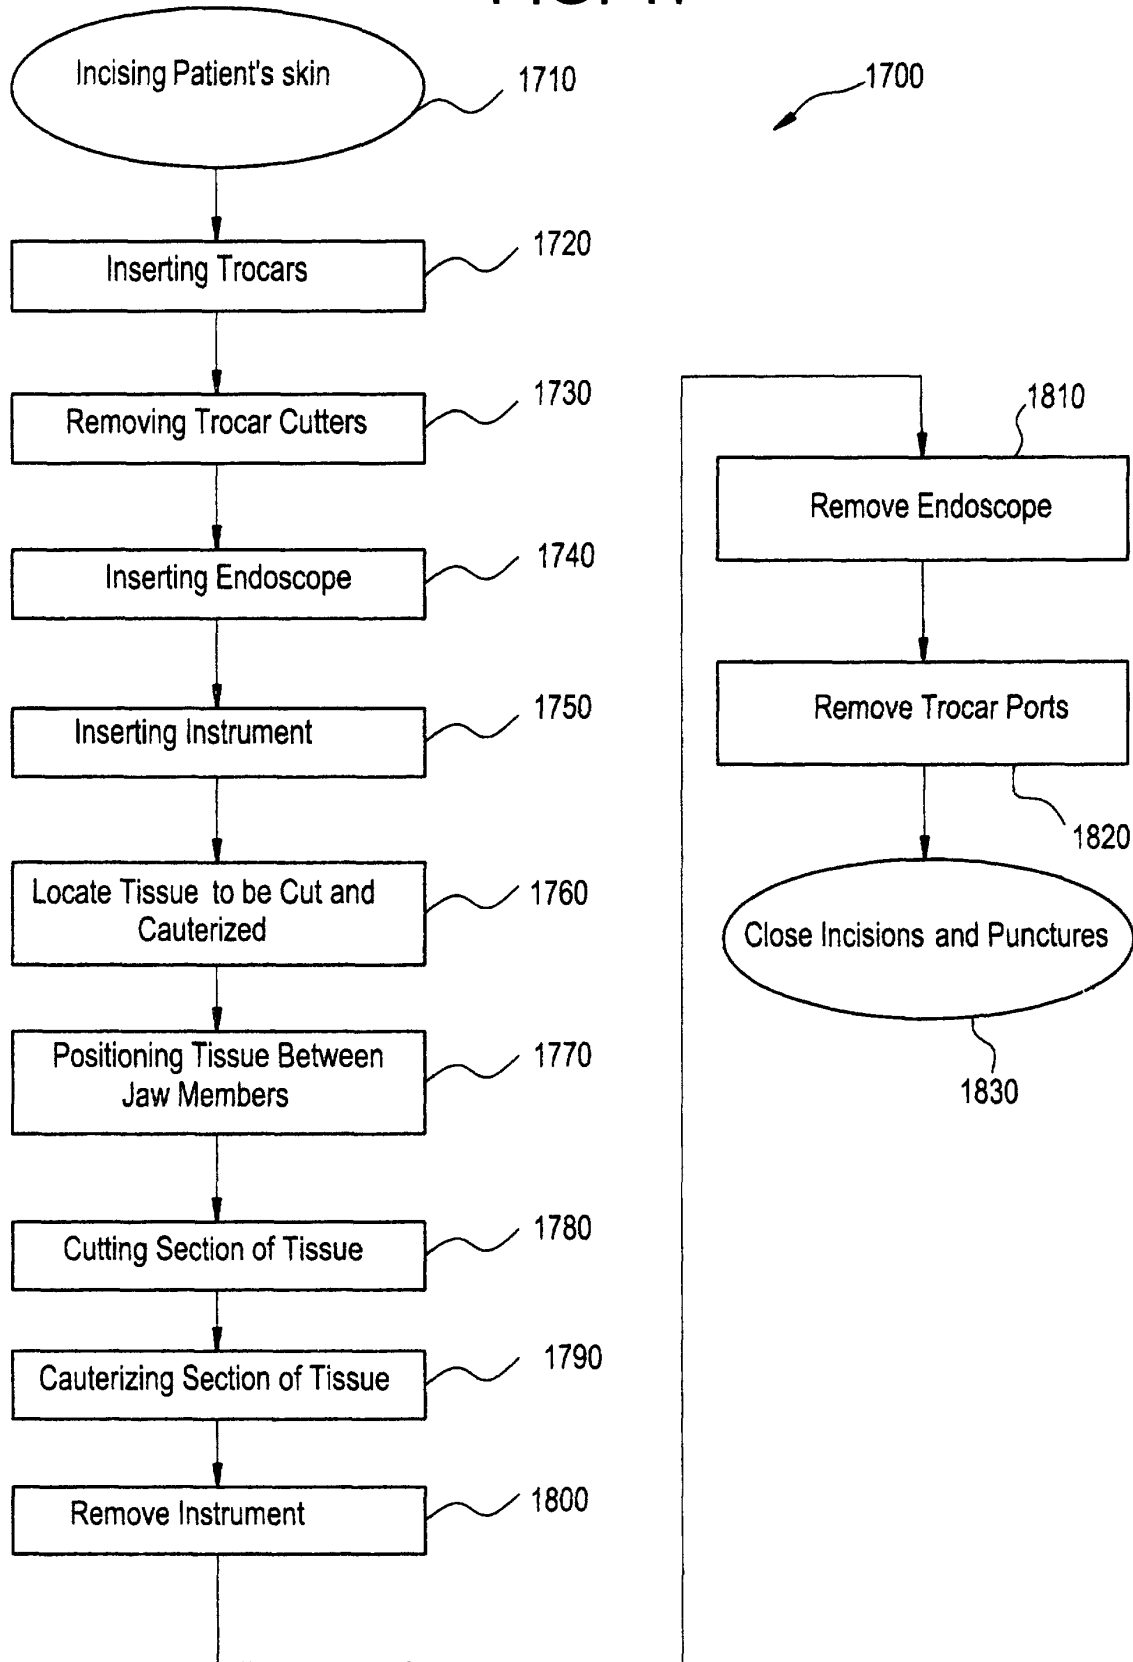 Incising Patient's skin
1710
1700
Inserting Trocars
1720
Removing Trocar Cutters
1730
Inserting Endoscope
1740
Inserting Instrument
1750
Locate Tissue to be Cut and
Cauterized
1760
Positioning Tissue Between
Jaw Members
1770
Cutting Section of Tissue
1780
Cauterizing Section of Tissue
1790
Remove Instrument
1800
1810
Remove Endoscope
Remove Trocar Ports
1820
Close Incisions and Punctures
1830